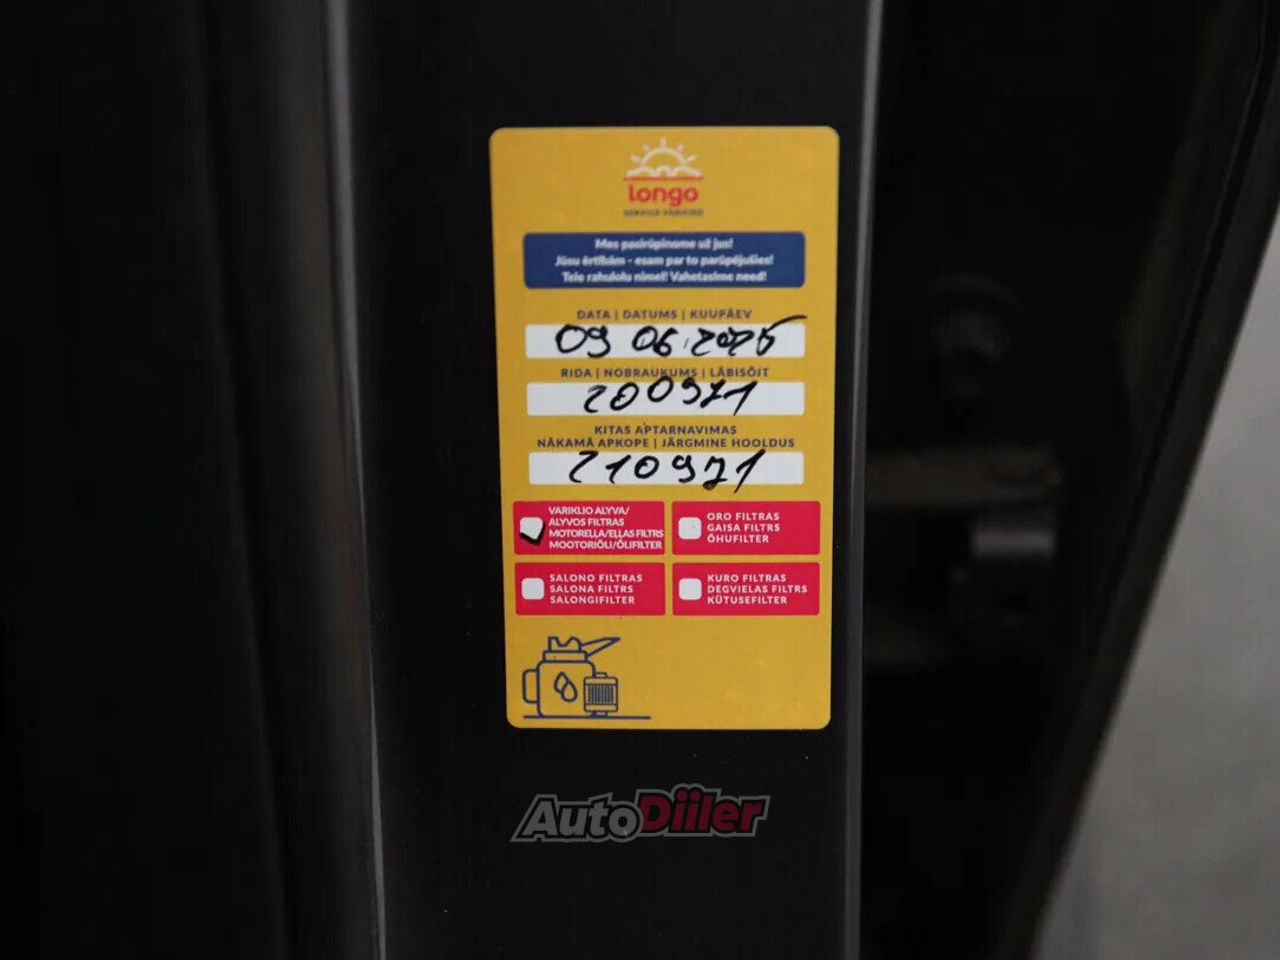 longo
Mes pasirūpinome už jus!
Jūsu ērtībām - esam par to parūpējušies!
Teie rahulolu nimel! Vahetasime need!
DATA | DATUMS | KUUPÄEV
09 06.2025
RIDA | NOBRAUKUMS | LÄBISÕIT
200971
KITAS APTARNAVIMAS
NĀKAMĀ APKOPE | JÄRGMINE HOOLDUS
210971
VARIKLIO ALYVA/
ALYVOS FILTRAS
MOTORELLA/ELLAS FILTRS
MOOTORIÕLI/ÕLIFILTER
ORO FILTRAS
GAISA FILTRS
ÕHUFILTER
SALONO FILTRAS
SALONA FILTRS
SALONGIFILTER
KURO FILTRAS
DEGVIELAS FILTRS
KÜTUSEFILTER
AutoDiiler